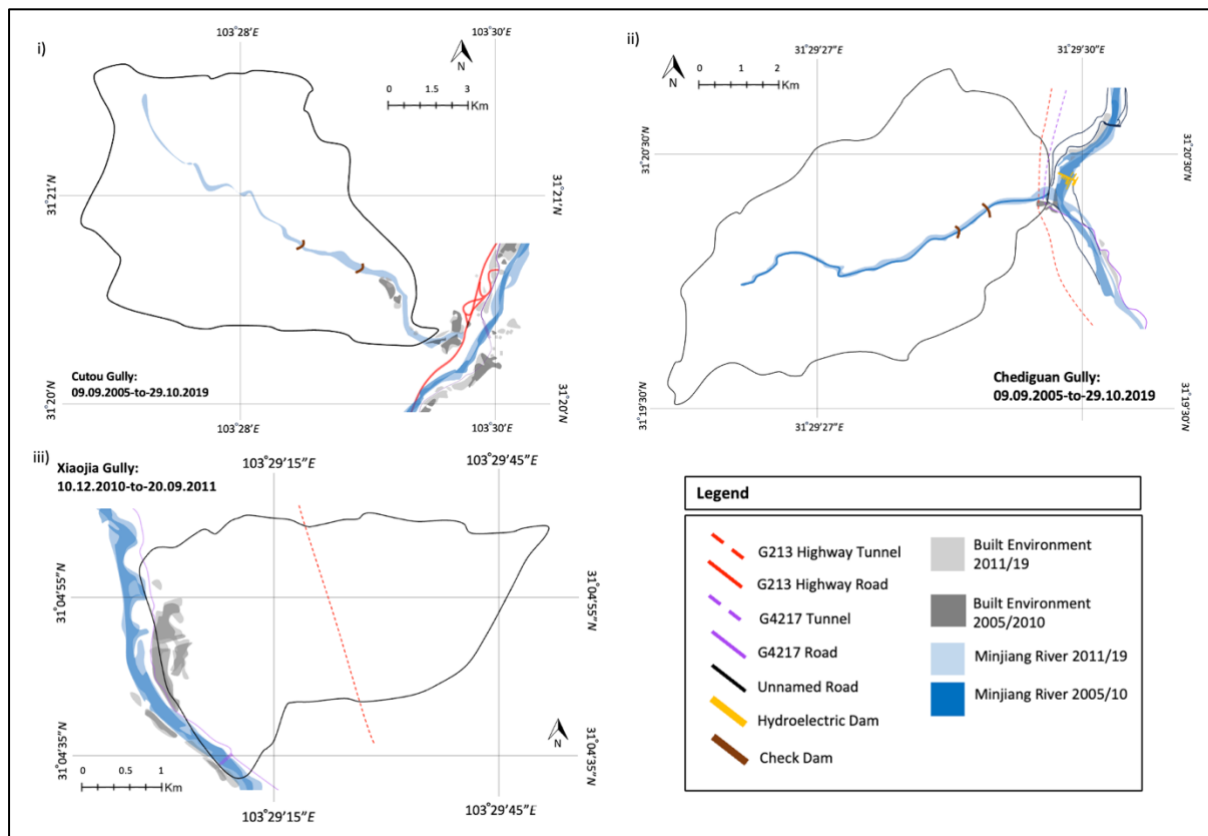 i)
103°28'E
103°30'E
N
0 1.5 3
Km
31°21'N
31°21'N
31°20'N
31°20'N
Cutou Gully:
09.09.2005-to-29.10.2019
103°28'E
103°30'E
ii)
31°29'27"E
31°29'30"E
N
0 1 2
Km
31°20'30"N
31°20'30"N
31°19'30"N
31°19'30"N
Chediguan Gully:
09.09.2005-to-29.10.2019
31°29'27"E
31°29'30"E
iii)
Xiaojia Gully:
10.12.2010-to-20.09.2011
103°29'15"E
103°29'45"E
31°04'55"N
31°04'55"N
31°04'35"N
31°04'35"N
N
0 0.5 1
Km
103°29'15"E
103°29'45"E
Legend
G213 Highway Tunnel
G213 Highway Road
G4217 Tunnel
G4217 Road
Unnamed Road
Hydroelectric Dam
Check Dam
Built Environment
2011/19
Built Environment
2005/2010
Minjiang River 2011/19
Minjiang River 2005/10